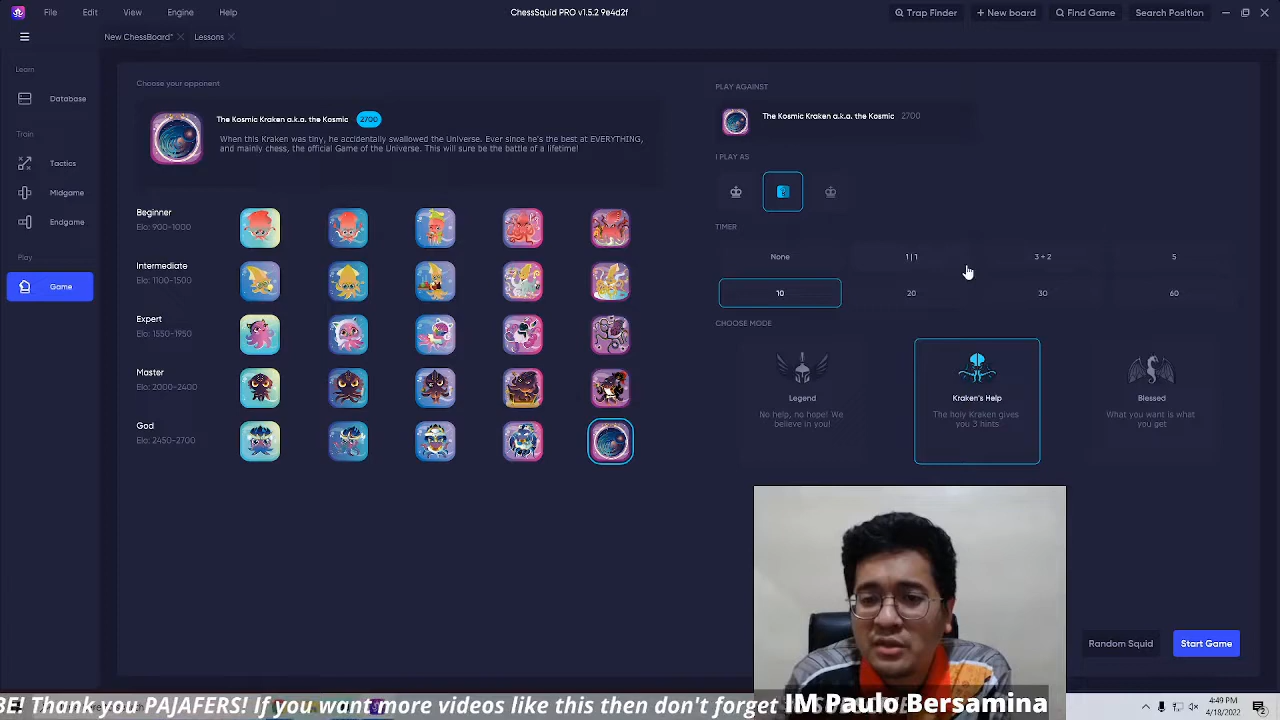 File Edit View Engine Help ChessSquid PRO v1.5.2 9e4d2f Trap Finder + New board Find Game Search Position
New ChessBoard* Lessons
Learn
Database
Train
Tactics
Midgame
Endgame
Play
Game
Choose your opponent
The Kosmic Kraken a.k.a. the Kosmic 2700
When this Kraken was tiny, he accidentally swallowed the Universe. Ever since he's the best at EVERYTHING,
and mainly chess, the official Game of the Universe. This will sure be the battle of a lifetime!
Beginner
Elo: 900-1000
Intermediate
Elo: 1100-1500
Expert
Elo: 1550-1950
Master
Elo: 2000-2400
God
Elo: 2450-2700
PLAY AGAINST
The Kosmic Kraken a.k.a. the Kosmic 2700
I PLAY AS
TIMER
None 1 | 1 3 + 2 5
10 20 30 60
CHOOSE MODE
Legend
No help, no hope! We
believe in you!
Kraken's Help
The holy Kraken gives
you 3 hints
Blessed
What you want is what
you get
Random Squid Start Game
BE! Thank you PAJAFERS! If you want more videos like this then don't forget
IM Paulo Bersamina
4:49 PM
4/18/2022